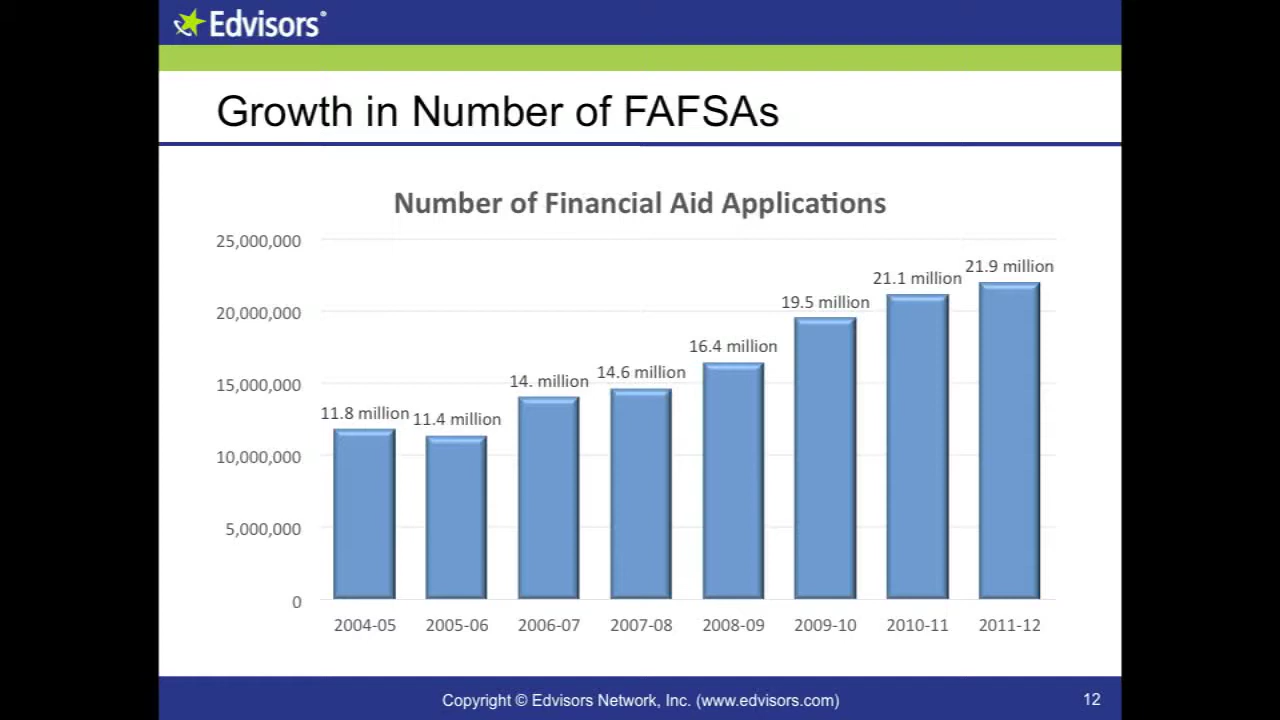 Edvisors®
Growth in Number of FAFSAs
Number of Financial Aid Applications
25,000,000
20,000,000
15,000,000
10,000,000
5,000,000
0
11.8 million
11.4 million
14. million
14.6 million
16.4 million
19.5 million
21.1 million
21.9 million
2004-05 2005-06 2006-07 2007-08 2008-09 2009-10 2010-11 2011-12
Copyright © Edvisors Network, Inc. (www.edvisors.com)
12